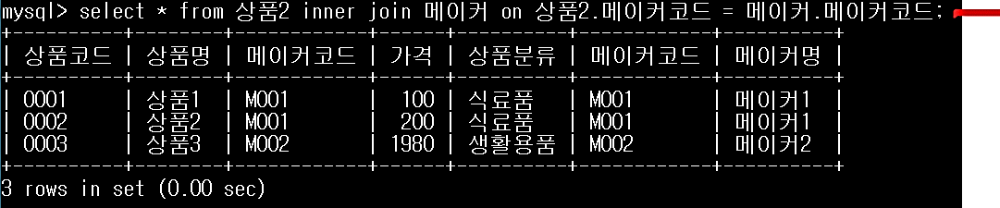 mysql> select * from 상품2 inner join 메이커 on 상품2.메이커코드 = 메이커.메이커코드;
+----------+--------+------------+------+----------+------------+----------+
| 상품코드 | 상품명 | 메이커코드 | 가격 | 상품분류 | 메이커코드 | 메이커명 |
+----------+--------+------------+------+----------+------------+----------+
| 0001 | 상품1 | M001 | 100 | 식료품 | M001 | 메이커1 |
| 0002 | 상품2 | M001 | 200 | 식료품 | M001 | 메이커1 |
| 0003 | 상품3 | M002 | 1980 | 생활용품 | M002 | 메이커2 |
+----------+--------+------------+------+----------+------------+----------+
3 rows in set (0.00 sec)